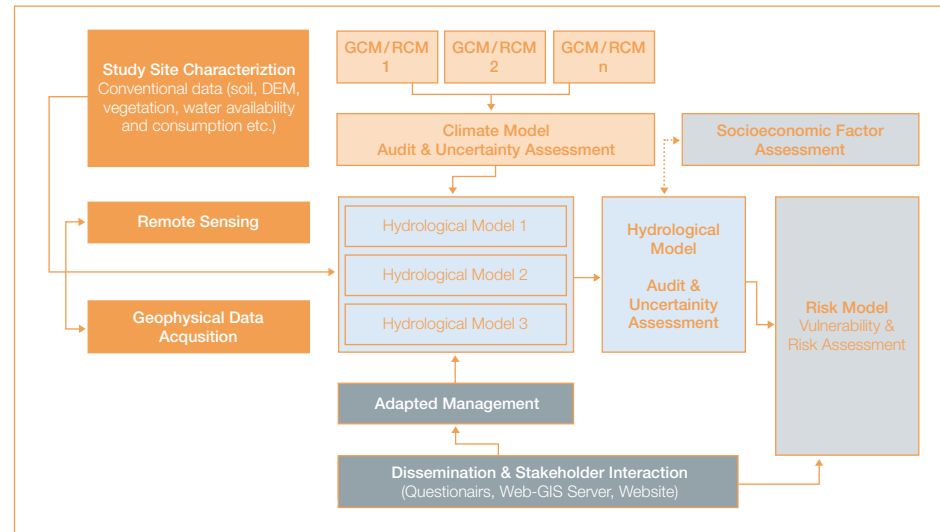 Study Site Characteriztion
Conventional data (soil, DEM,
vegetation, water availability
and consumption etc.)
Remote Sensing
Geophysical Data
Acqusition
GCM/RCM
1
GCM/RCM
2
GCM/RCM
n
Climate Model
Audit & Uncertainty Assessment
Hydrological Model 1
Hydrological Model 2
Hydrological Model 3
Adapted Management
Dissemination & Stakeholder Interaction
(Questionairs, Web-GIS Server, Website)
Socioeconomic Factor
Assessment
Hydrological
Model
Audit &
Uncertainity
Assessment
Risk Model
Vulnerability &
Risk Assessment